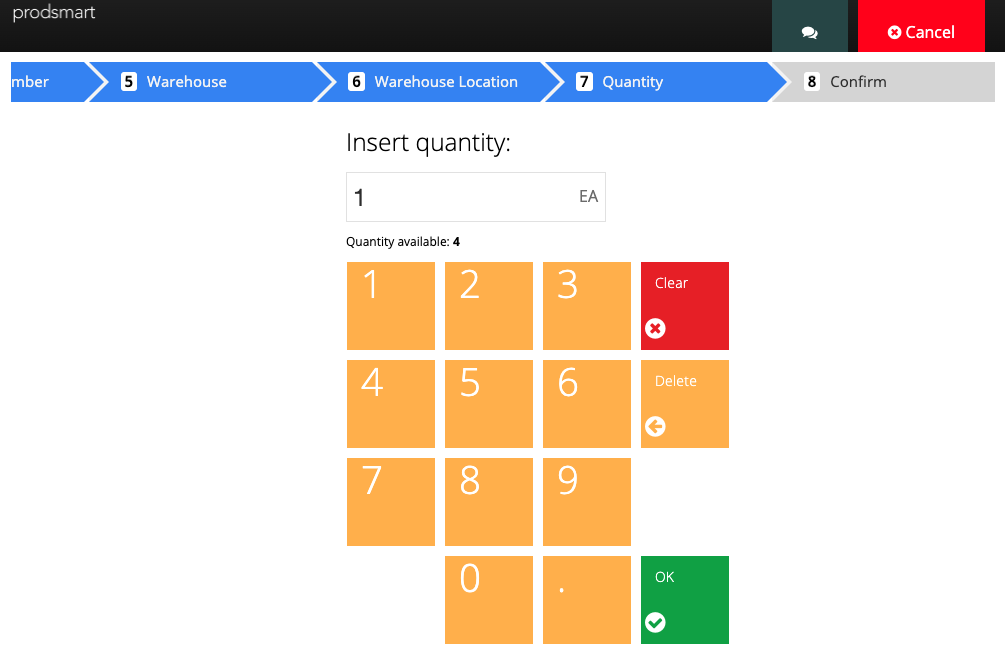 prodsmart
Cancel
mber 5 Warehouse 6 Warehouse Location 7 Quantity 8 Confirm
Insert quantity:
1 EA
Quantity available: 4
1 2 3 Clear
4 5 6 Delete
7 8 9
0 . OK